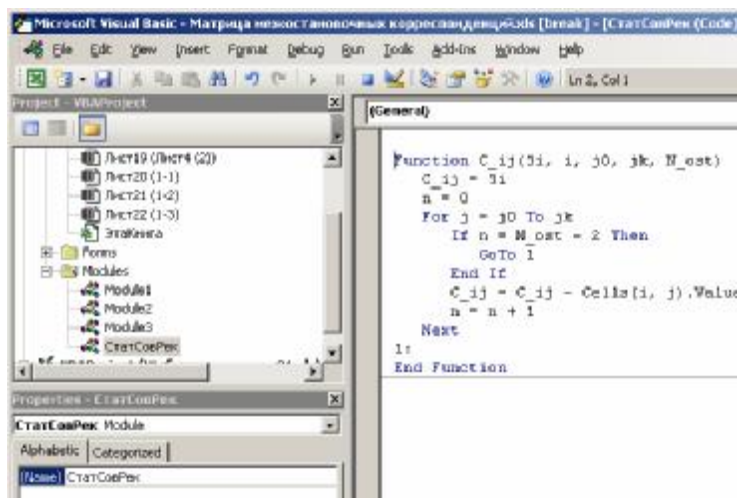 Microsoft Visual Basic - Матрица межостановочных корреспонденций.xls [break] - [СтатСовРек (Code)
File Edit View Insert Format Debug Run Tools Add-Ins Window Help
Ln 2, Col 1
Project - VBAProject
Лист19 (Лист4 (2))
Лист20 (1-1)
Лист21 (1-2)
Лист22 (1-3)
ЭтаКнига
Forms
Modules
Module1
Module2
Module3
СтатСовРек
Properties - СтатСовРек
СтатСовРек Module
Alphabetic Categorized
(Name) СтатСовРек
(General)
Function C_ij(Si, i, j0, jk, N_ost)
C_ij = Si
n = 0
For j = j0 To jk
If n = N_ost - 2 Then
GoTo 1
End If
C_ij = C_ij - Cells(i, j).Value
n = n + 1
Next
1:
End Function